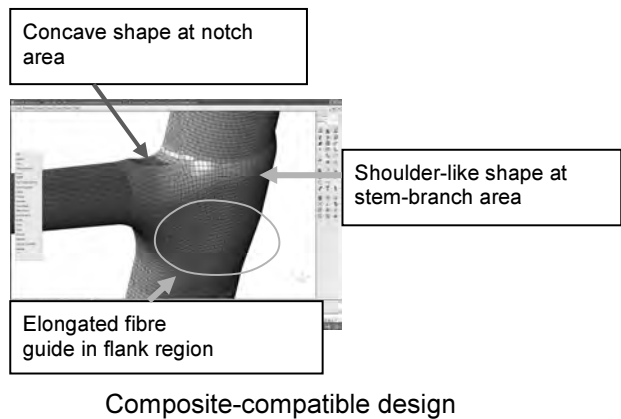 Concave shape at notch
area
Shoulder-like shape at
stem-branch area
Elongated fibre
guide in flank region
Composite-compatible design